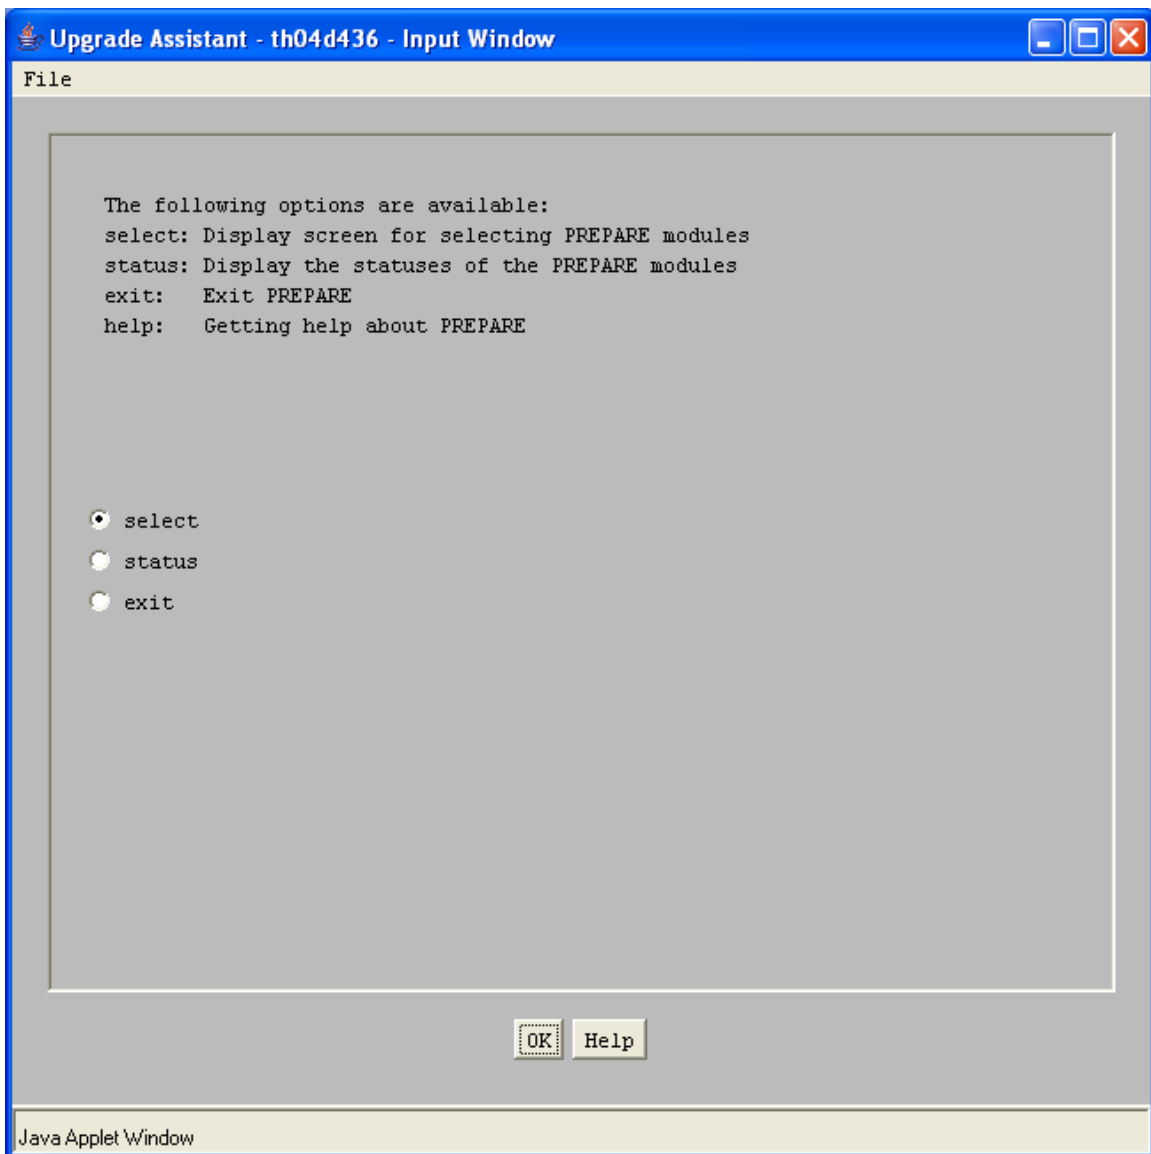 Upgrade Assistant - th04d436 - Input Window
File
The following options are available:
select: Display screen for selecting PREPARE modules
status: Display the statuses of the PREPARE modules
exit:   Exit PREPARE
help:   Getting help about PREPARE
select
status
exit
OK Help
Java Applet Window